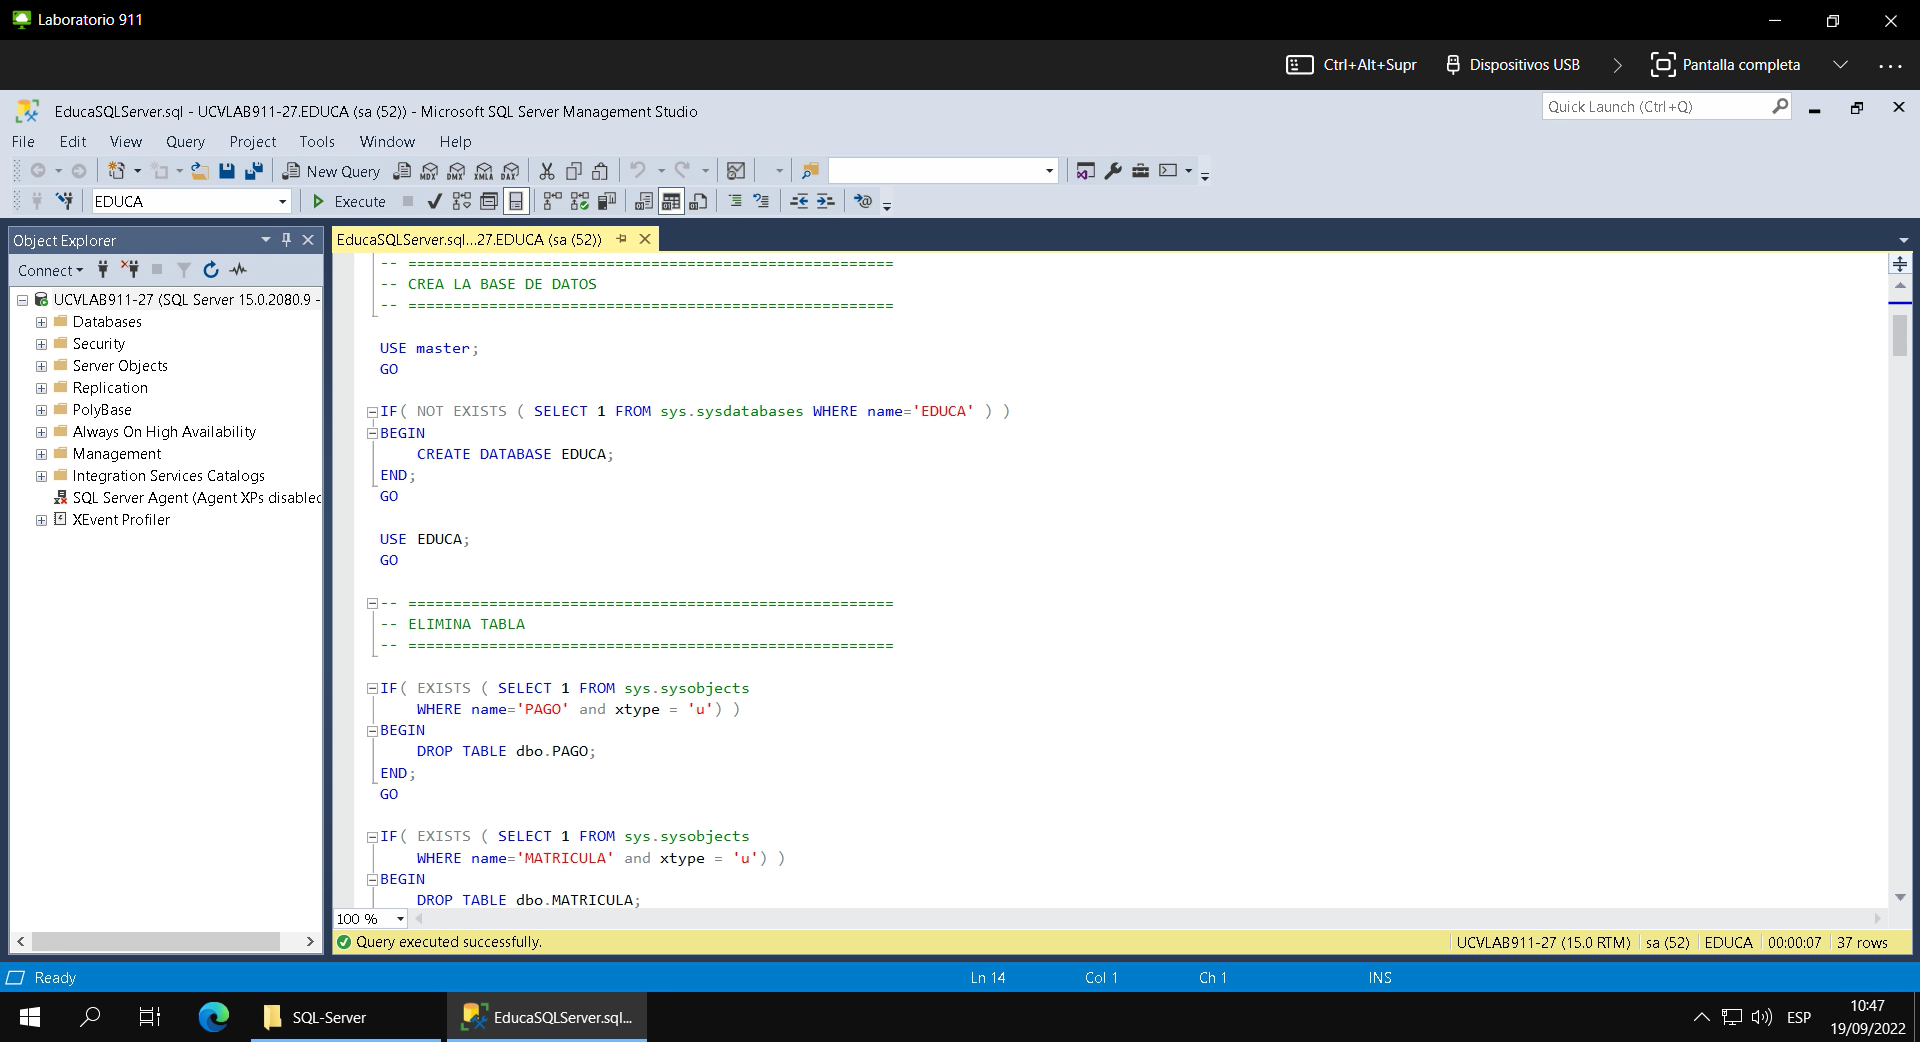 Laboratorio 911
Ctrl+Alt+Supr
Dispositivos USB
Pantalla completa
EducaSQLServer.sql - UCVLAB911-27.EDUCA (sa (52)) - Microsoft SQL Server Management Studio
Quick Launch (Ctrl+Q)
File Edit View Query Project Tools Window Help
New Query
MDX DMX XMLA DAX
EDUCA
Execute
Object Explorer
EducaSQLServer.sql...27.EDUCA (sa (52))
Connect
UCVLAB911-27 (SQL Server 15.0.2080.9 -
Databases
Security
Server Objects
Replication
PolyBase
Always On High Availability
Management
Integration Services Catalogs
SQL Server Agent (Agent XPs disabled
XEvent Profiler
-- ======================================================
-- CREA LA BASE DE DATOS
-- ======================================================
USE master;
GO
IF( NOT EXISTS ( SELECT 1 FROM sys.sysdatabases WHERE name='EDUCA' ) )
BEGIN
CREATE DATABASE EDUCA;
END;
GO
USE EDUCA;
GO
-- ======================================================
-- ELIMINA TABLA
-- ======================================================
IF( EXISTS ( SELECT 1 FROM sys.sysobjects
WHERE name='PAGO' and xtype = 'u') )
BEGIN
DROP TABLE dbo.PAGO;
END;
GO
IF( EXISTS ( SELECT 1 FROM sys.sysobjects
WHERE name='MATRICULA' and xtype = 'u') )
BEGIN
DROP TABLE dbo.MATRICULA;
100 %
Query executed successfully.
UCVLAB911-27 (15.0 RTM) sa (52) EDUCA 00:00:07 37 rows
Ready
Ln 14 Col 1 Ch 1 INS
SQL-Server
EducaSQLServer.sql...
ESP
10:47
19/09/2022